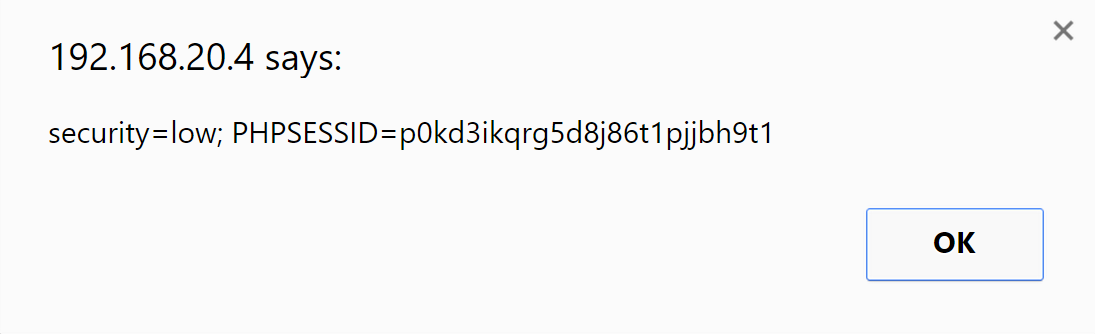 192.168.20.4 says:
security=low; PHPSESSID=p0kd3ikqrg5d8j86t1pjjbh9t1
OK